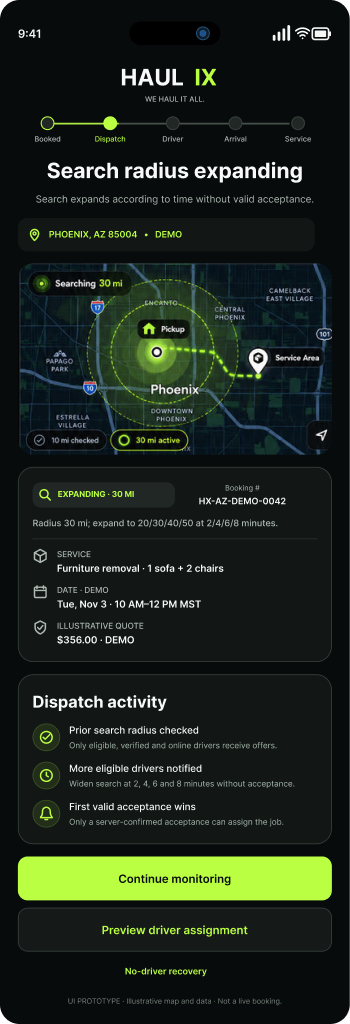 9:41
HAUL IX
WE HAUL IT ALL.
Booked Dispatch Driver Arrival Service
Search radius expanding
Search expands according to time without valid acceptance.
PHOENIX, AZ 85004 • DEMO
Searching 30 mi
CAMELBACK
EAST VILLAGE
ENCANTO
17
CENTRAL
PHOENIX
Pickup
101
PAPAGO
PARK
Service Area
10
Phoenix
ESTRELLA
VILLAGE
DOWNTOWN
PHOENIX
10 mi checked
30 mi active
EXPANDING · 30 MI
Booking #
HX-AZ-DEMO-0042
Radius 30 mi; expand to 20/30/40/50 at 2/4/6/8 minutes.
SERVICE
Furniture removal · 1 sofa + 2 chairs
DATE · DEMO
Tue, Nov 3 · 10 AM–12 PM MST
ILLUSTRATIVE QUOTE
$356.00 · DEMO
Dispatch activity
Prior search radius checked
Only eligible, verified and online drivers receive offers.
More eligible drivers notified
Widen search at 2, 4, 6 and 8 minutes without acceptance.
First valid acceptance wins
Only a server-confirmed acceptance can assign the job.
Continue monitoring
Preview driver assignment
No-driver recovery
UI PROTOTYPE · Illustrative map and data · Not a live booking.